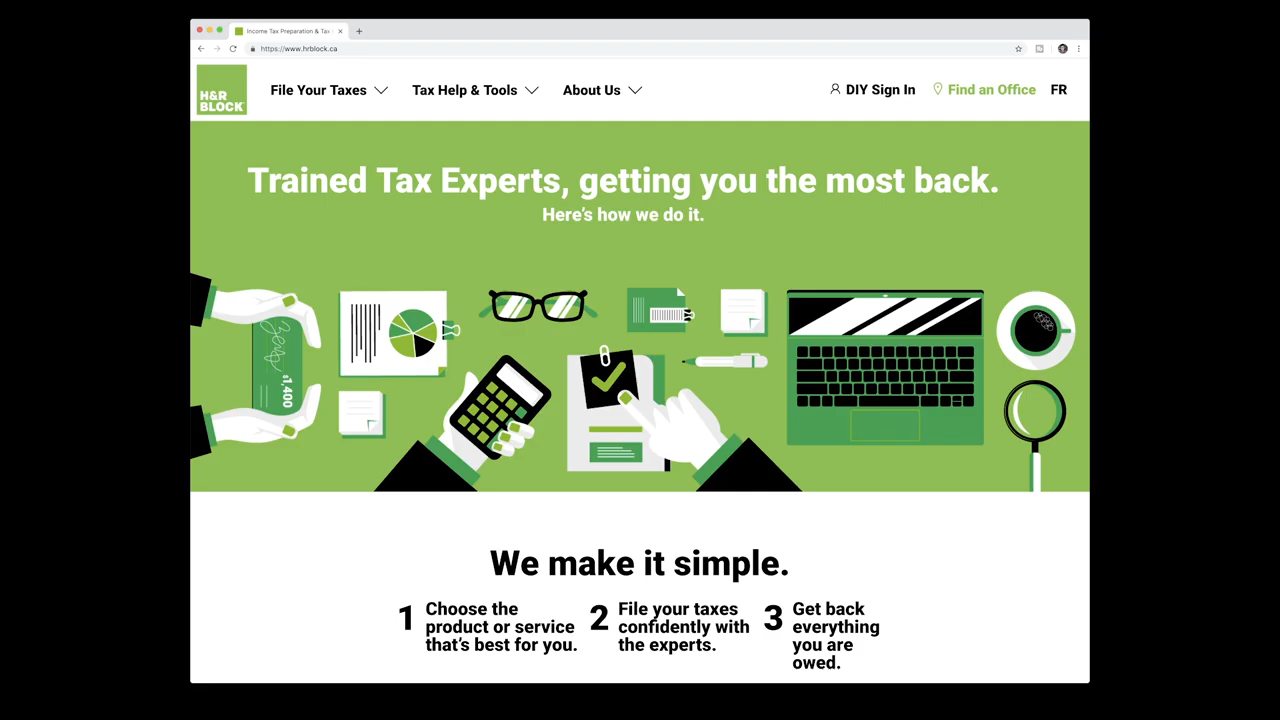 Income Tax Preparation & Tax
https://www.hrblock.ca
H&R
BLOCK
File Your Taxes
Tax Help & Tools
About Us
DIY Sign In
Find an Office
FR
Trained Tax Experts, getting you the most back.
Here's how we do it.
$1,400
We make it simple.
1
Choose the
product or service
that's best for you.
2
File your taxes
confidently with
the experts.
3
Get back
everything
you are
owed.